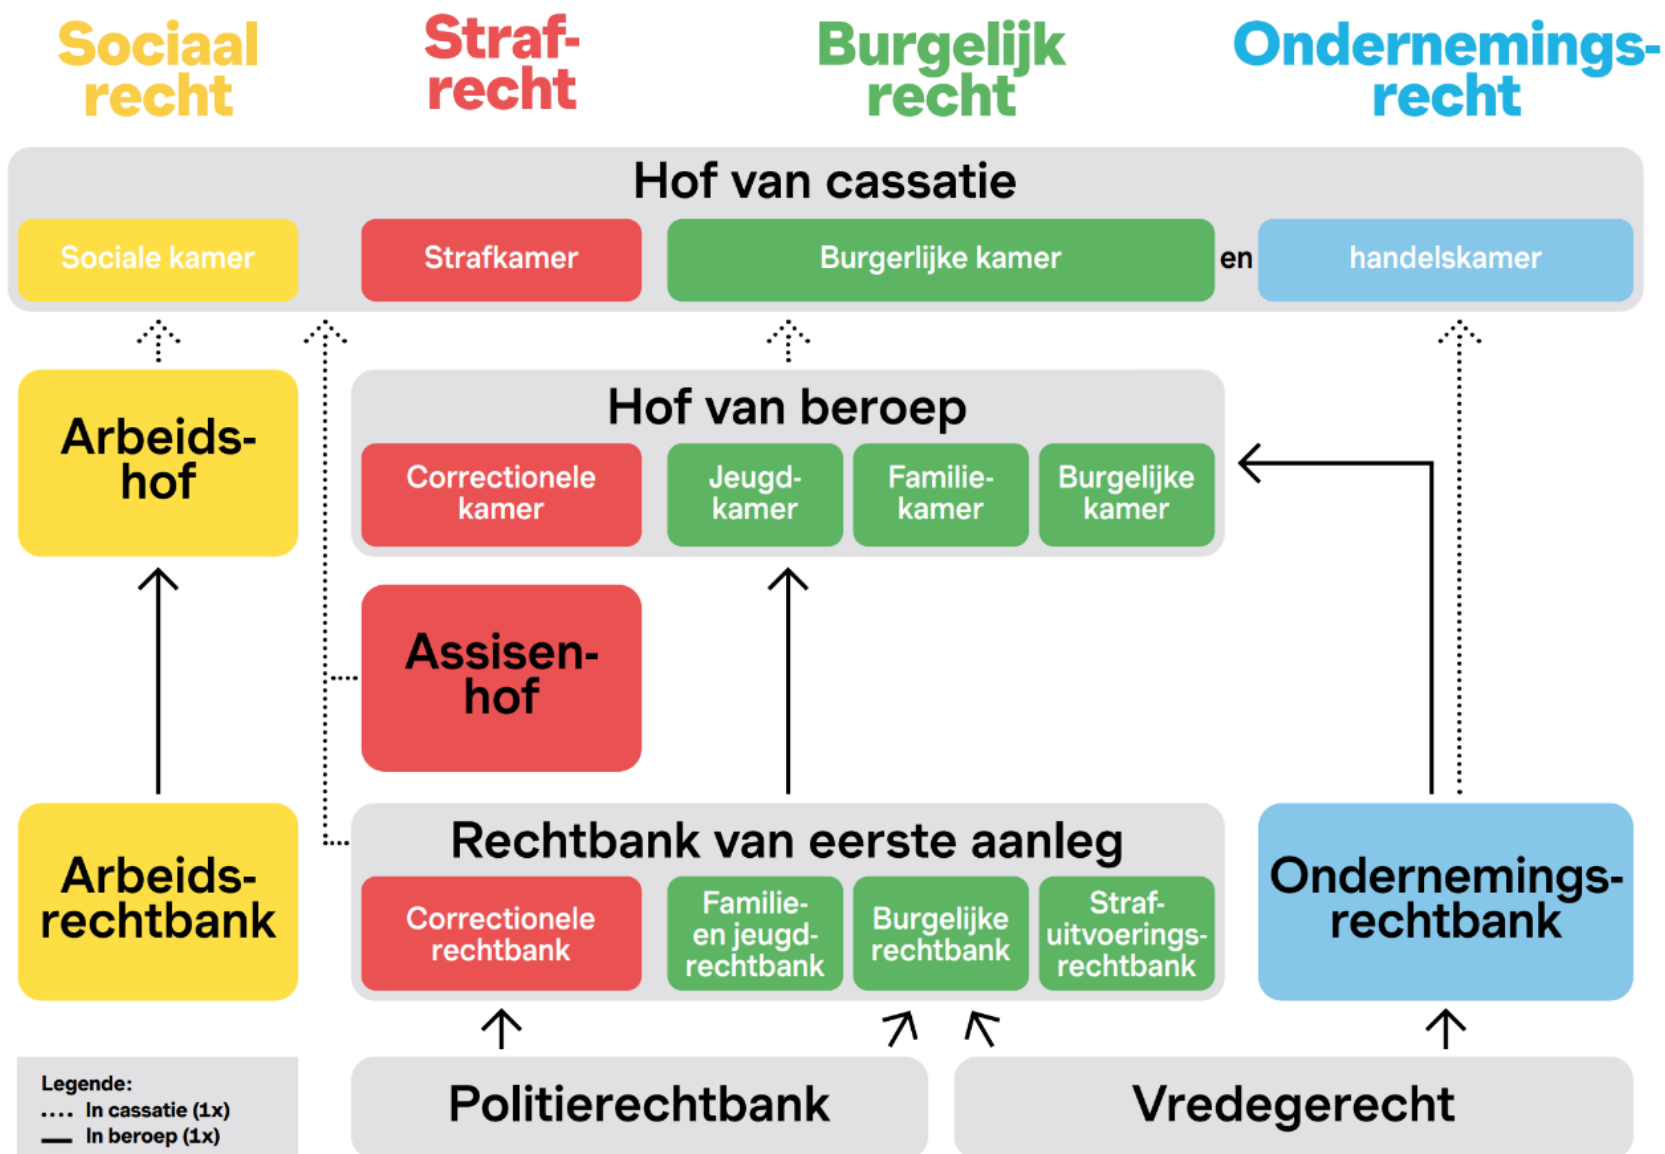 Sociaal
recht
Straf-
recht
Burgelijk
recht
Ondernemings-
recht
Hof van cassatie
Sociale kamer
Strafkamer
Burgerlijke kamer
en
handelskamer
Arbeids-
hof
Hof van beroep
Correctionele
kamer
Jeugd-
kamer
Familie-
kamer
Burgelijke
kamer
Assisen-
hof
Arbeids-
rechtbank
Rechtbank van eerste aanleg
Correctionele
rechtbank
Familie-
en jeugd-
rechtbank
Burgelijke
rechtbank
Straf-
uitvoerings-
rechtbank
Ondernemings-
rechtbank
Legende:
.... In cassatie (1x)
— In beroep (1x)
Politierechtbank
Vredegerecht